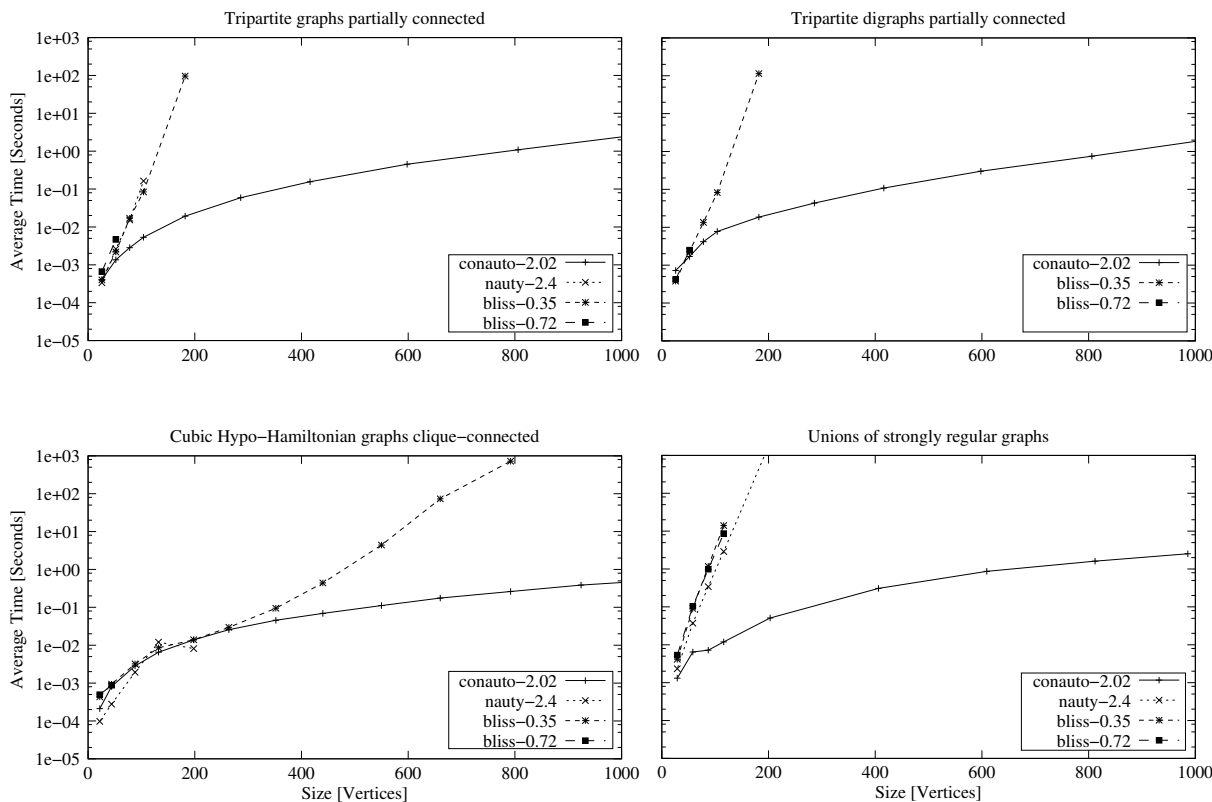 Tripartite graphs partially connected
1e+03
1e+02
1e+01
1e+00
1e−01
1e−02
1e−03
1e−04
1e−05
Average Time [Seconds]
0
200
400
600
800
1000
conauto−2.02
nauty−2.4
bliss−0.35
bliss−0.72
Tripartite digraphs partially connected
0
200
400
600
800
1000
conauto−2.02
bliss−0.35
bliss−0.72
Cubic Hypo−Hamiltonian graphs clique−connected
1e+03
1e+02
1e+01
1e+00
1e−01
1e−02
1e−03
1e−04
1e−05
Average Time [Seconds]
0
200
400
600
800
1000
Size [Vertices]
conauto−2.02
nauty−2.4
bliss−0.35
bliss−0.72
Unions of strongly regular graphs
0
200
400
600
800
1000
Size [Vertices]
conauto−2.02
nauty−2.4
bliss−0.35
bliss−0.72